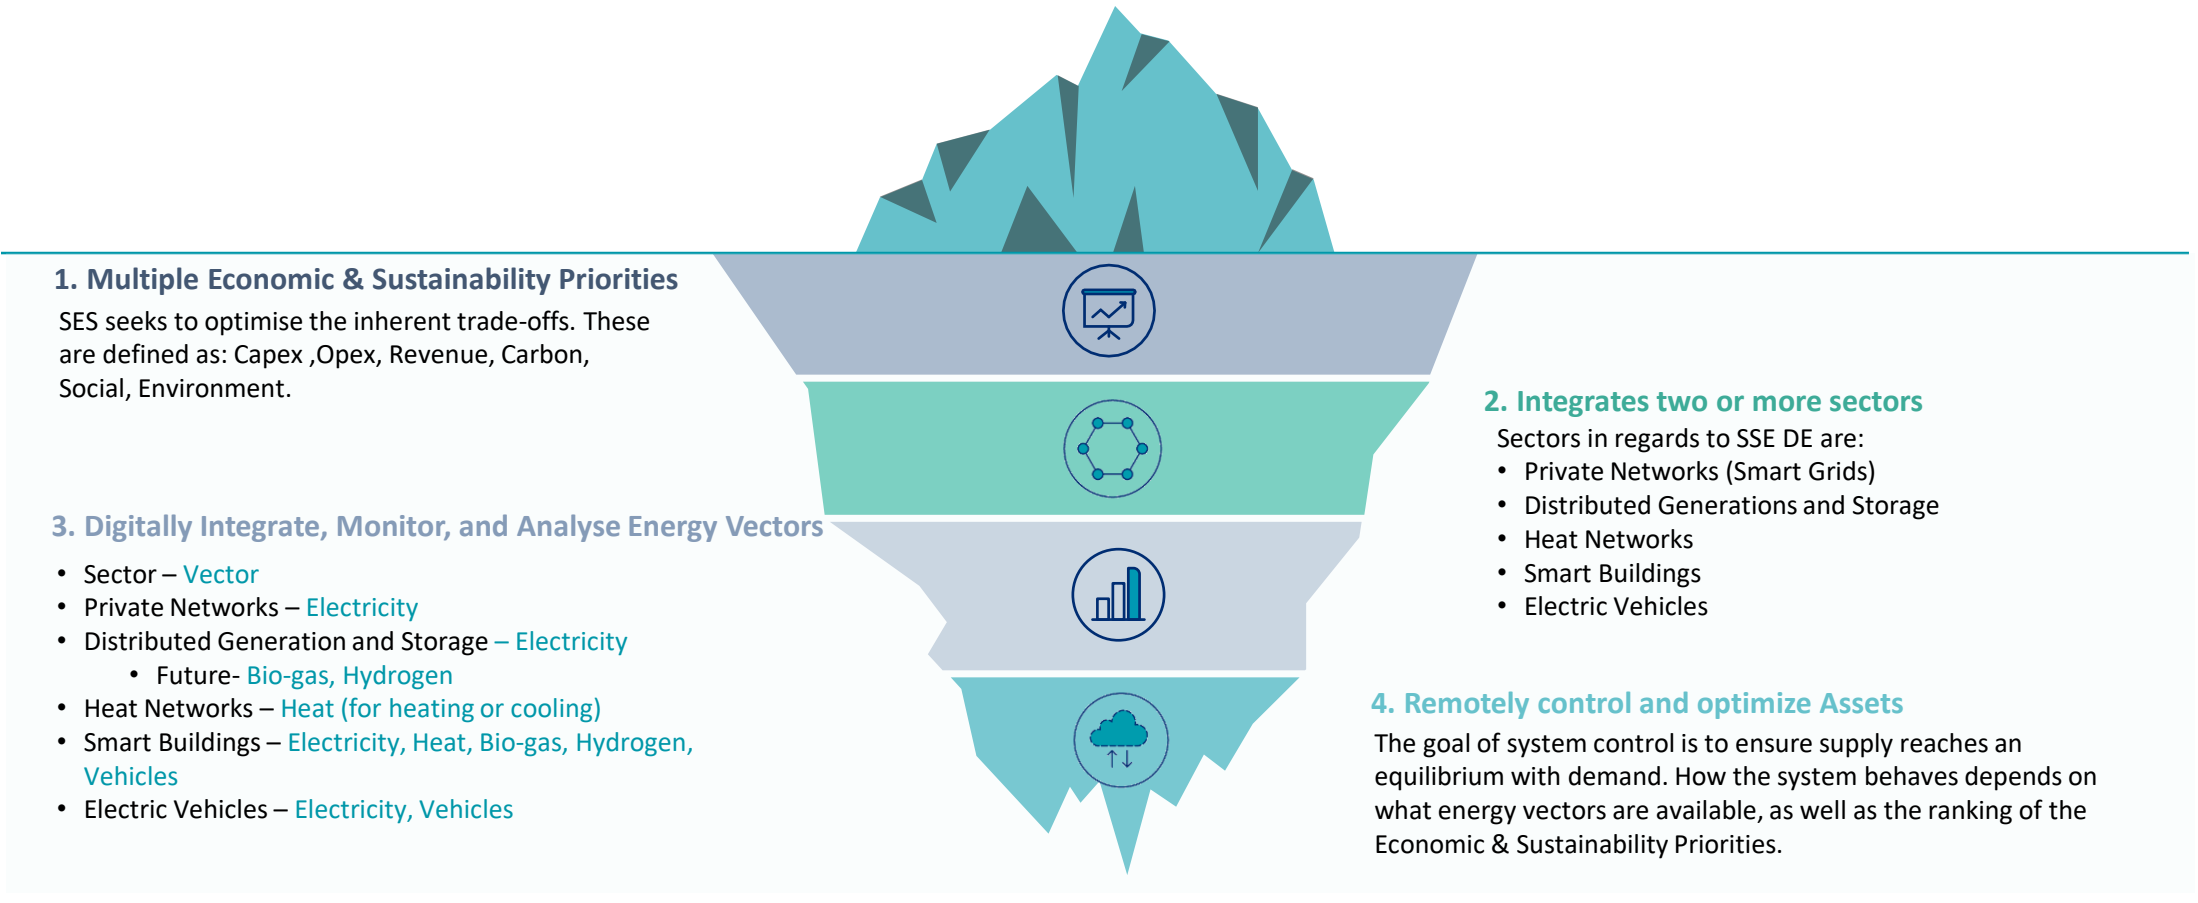 1. Multiple Economic & Sustainability Priorities
SES seeks to optimise the inherent trade-offs. These
are defined as: Capex ,Opex, Revenue, Carbon,
Social, Environment.
2. Integrates two or more sectors
Sectors in regards to SSE DE are:
• Private Networks (Smart Grids)
• Distributed Generations and Storage
• Heat Networks
• Smart Buildings
• Electric Vehicles
3. Digitally Integrate, Monitor, and Analyse Energy Vectors
• Sector – Vector
• Private Networks – Electricity
• Distributed Generation and Storage – Electricity
• Future- Bio-gas, Hydrogen
• Heat Networks – Heat (for heating or cooling)
• Smart Buildings – Electricity, Heat, Bio-gas, Hydrogen,
Vehicles
• Electric Vehicles – Electricity, Vehicles
4. Remotely control and optimize Assets
The goal of system control is to ensure supply reaches an
equilibrium with demand. How the system behaves depends on
what energy vectors are available, as well as the ranking of the
Economic & Sustainability Priorities.